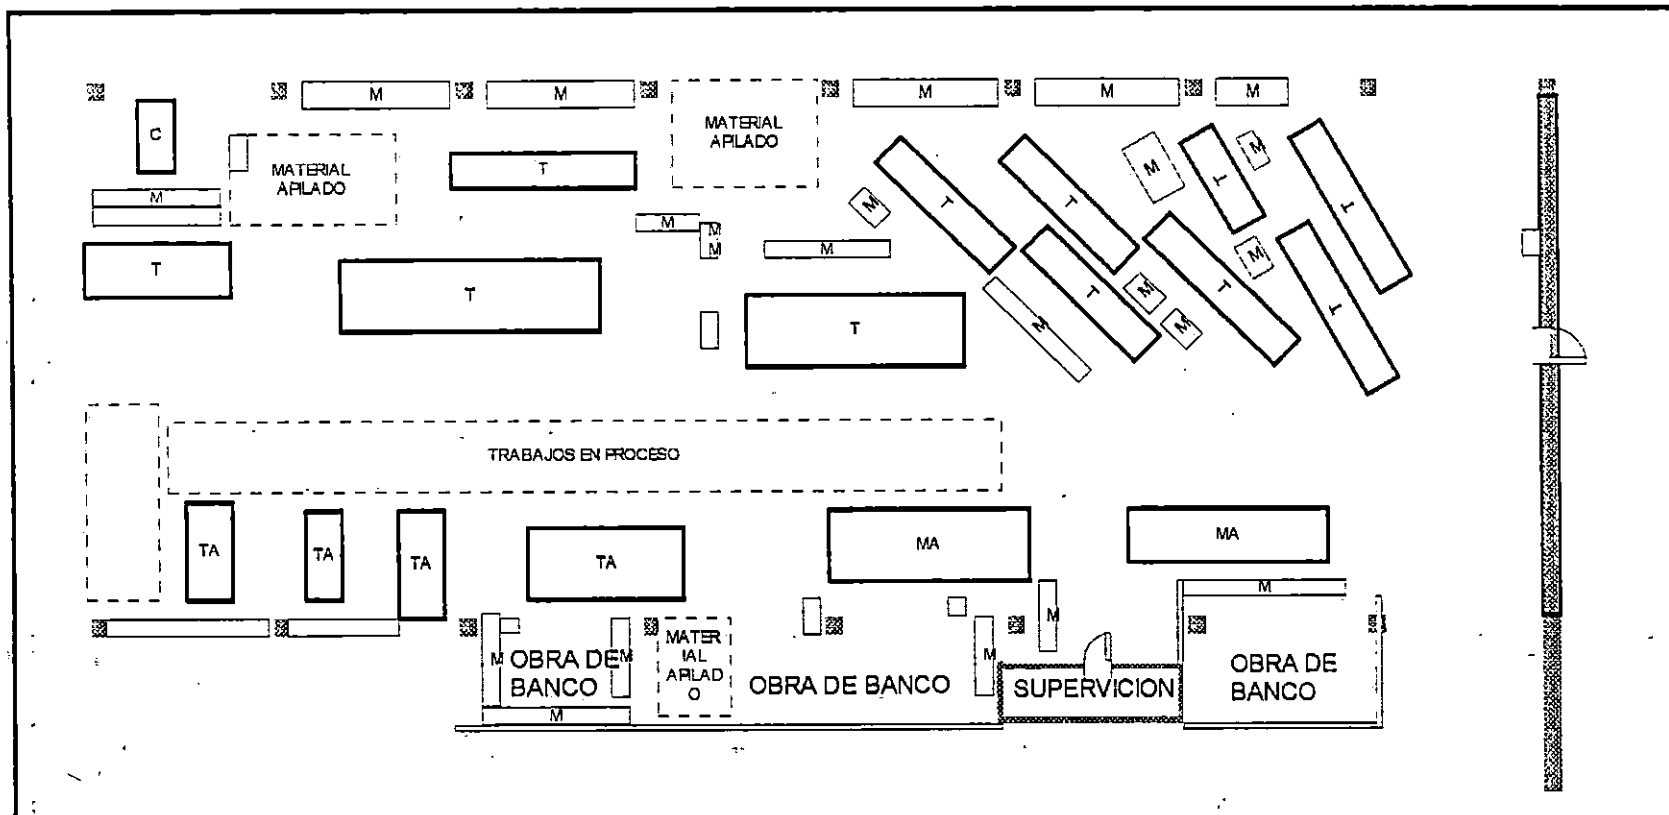 M
M
M
M
M
C
MATERIAL
APILADO
MATERIAL
APILADO
T
M
M
T
M
T
T
M
T
M
M
M
M
T
T
T
T
M
T
M
T
M
M
M
T
T
TRABAJOS EN PROCESO
TA
TA
TA
TA
MA
MA
M
M
M
OBRA DE
BANCO
M
M
MATER
IAL
APILAD
O
OBRA DE BANCO
M
SUPERVICION
OBRA DE
BANCO